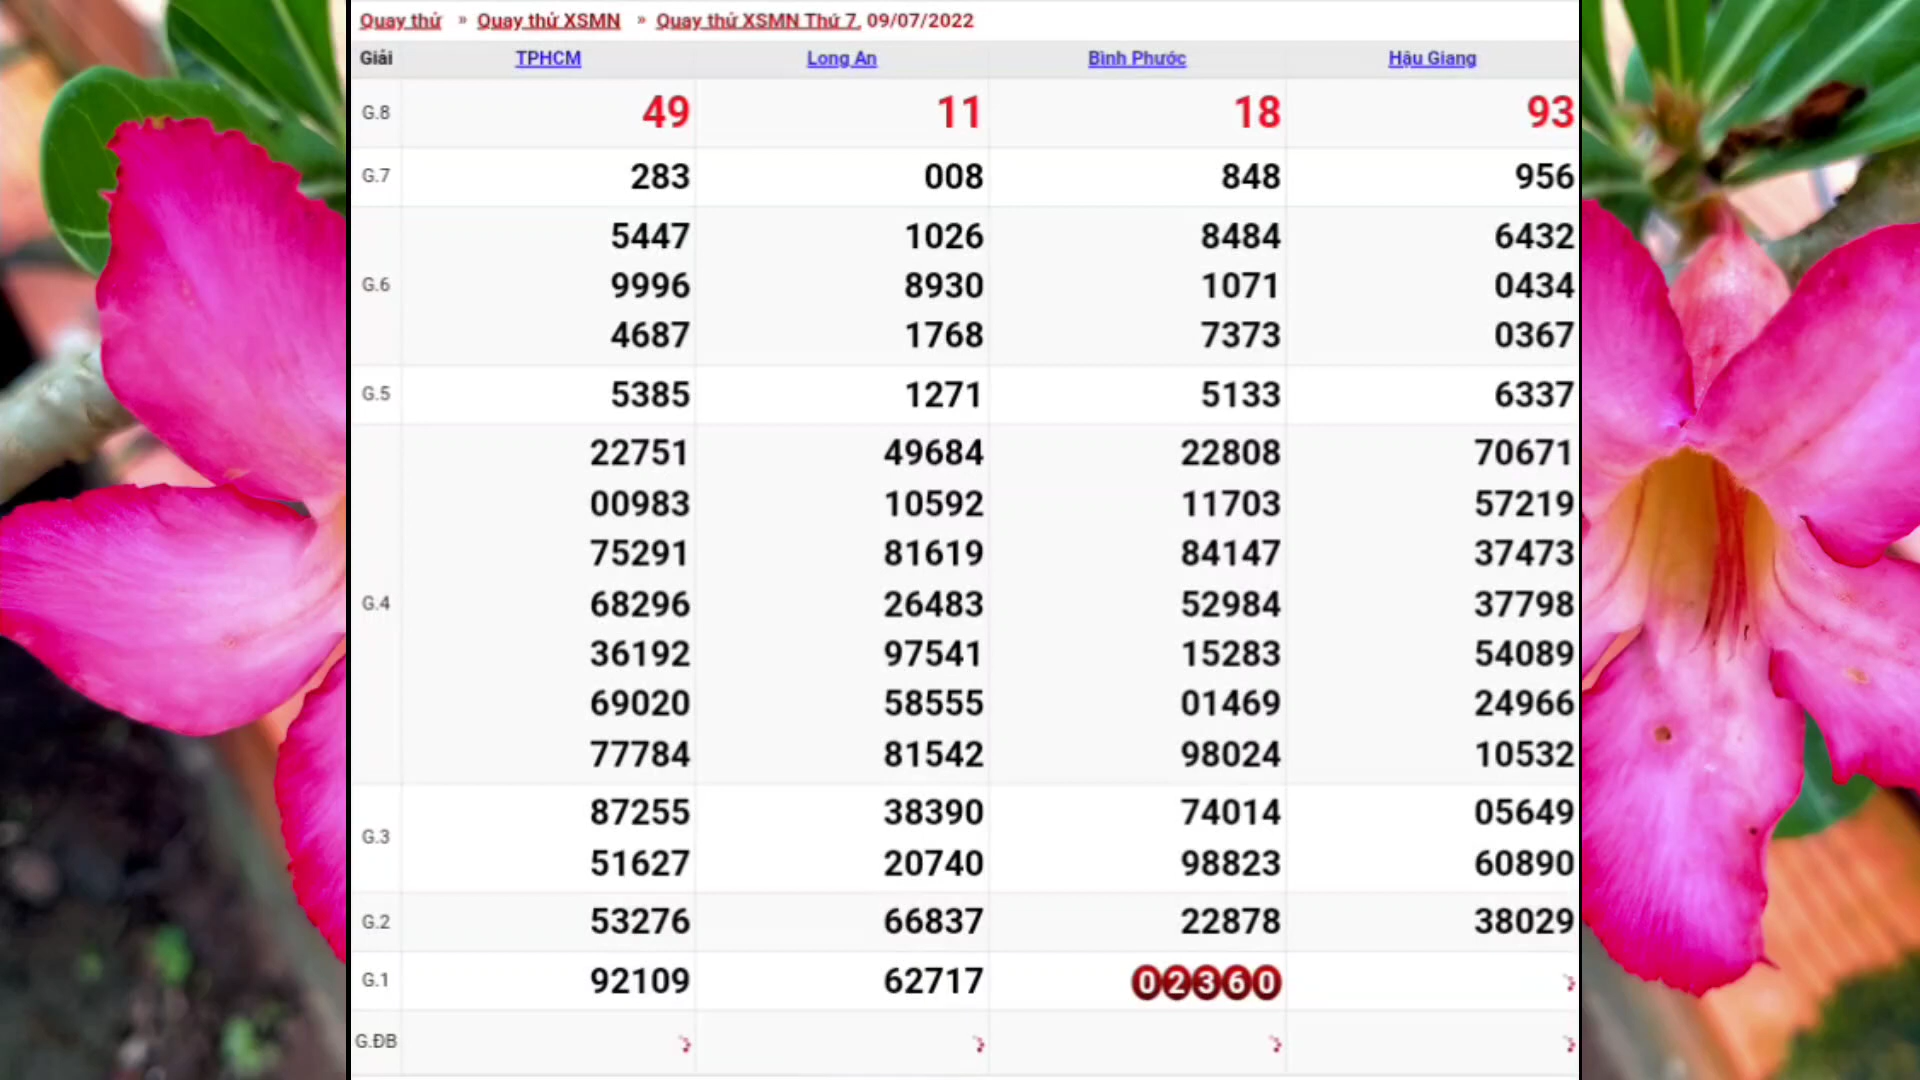 Quay thử » Quay thử XSMN » Quay thử XSMN Thứ 7, 09/07/2022
Giải TPHCM Long An Bình Phước Hậu Giang
G.8 49 11 18 93
G.7 283 008 848 956
5447 1026 8484 6432
G.6 9996 8930 1071 0434
4687 1768 7373 0367
G.5 5385 1271 5133 6337
22751 49684 22808 70671
00983 10592 11703 57219
75291 81619 84147 37473
G.4 68296 26483 52984 37798
36192 97541 15283 54089
69020 58555 01469 24966
77784 81542 98024 10532
G.3 87255 38390 74014 05649
51627 20740 98823 60890
G.2 53276 66837 22878 38029
G.1 92109 62717 02360
G.ĐB